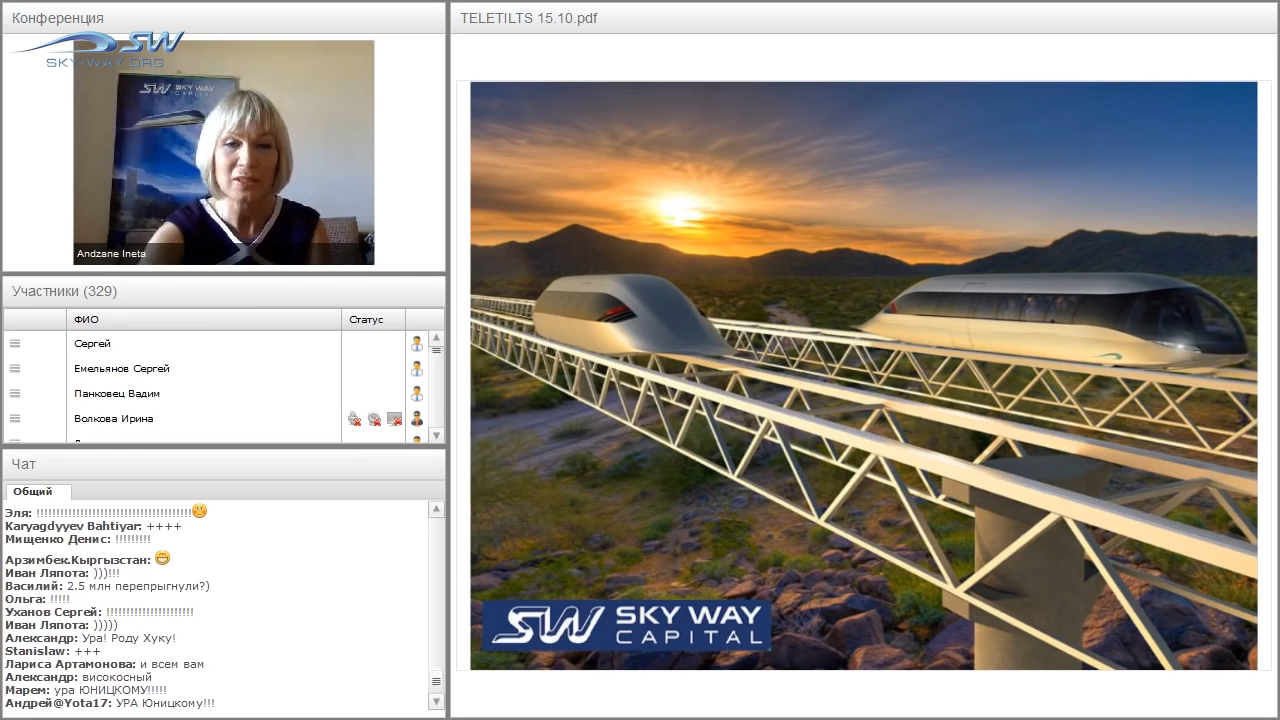 Конференция
SW
SKY-WAY.ORG
SW SKY WAY
CAPITAL
Andzane Ineta
Участники (329)
ФИО
Статус
Сергей
Емельянов Сергей
Панковец Вадим
Волкова Ирина
Чат
Общий
Эля: !!!!!!!!!!!!!!!!!!!!!!!!!!!!!!!!!!!!!!!
Karyagdyyev Bahtiyar: ++++
Мищенко Денис: !!!!!!!!!
Арзимбек.Кыргызстан:
Иван Ляпота: )))!!!
Василий: 2.5 млн перепрыгнули?)
Ольга: !!!!!
Уханов Сергей: !!!!!!!!!!!!!!!!!!!!!!
Иван Ляпота: )))))
Александр: Ура! Роду Хуку!
Stanislaw: +++
Лариса Артамонова: и всем вам
Александр: високосный
Марем: ура ЮНИЦКОМУ!!!!!
Андрей@Yota17: УРА Юницкому!!!
TELETILTS 15.10.pdf
SW SKY WAY
CAPITAL